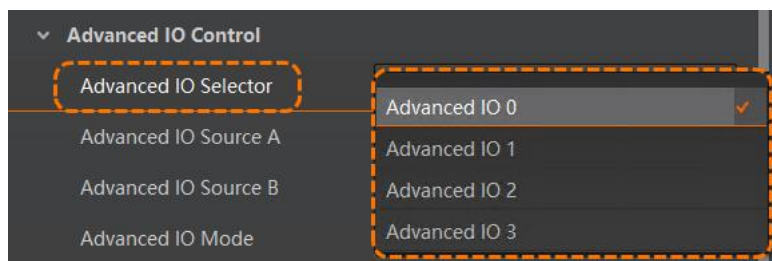 Advanced IO Control
Advanced IO Selector
Advanced IO Source A
Advanced IO Source B
Advanced IO Mode
Advanced IO 0
Advanced IO 1
Advanced IO 2
Advanced IO 3